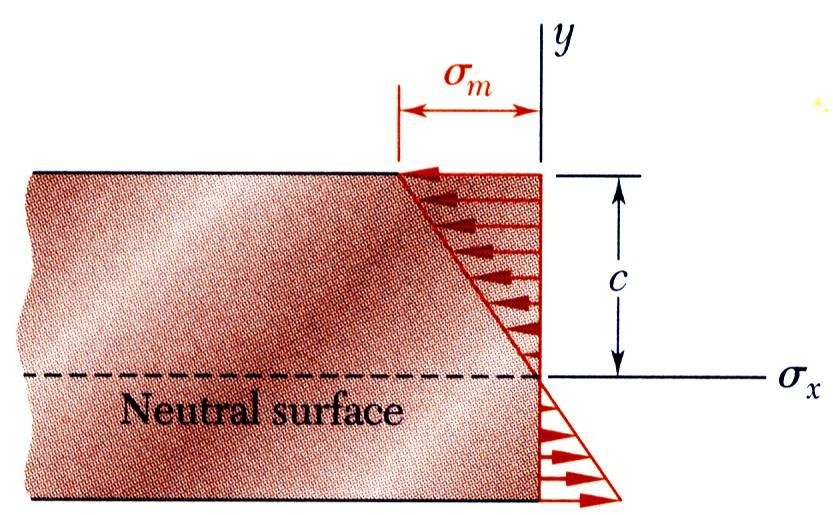 y
σm
c
Neutral surface
σx